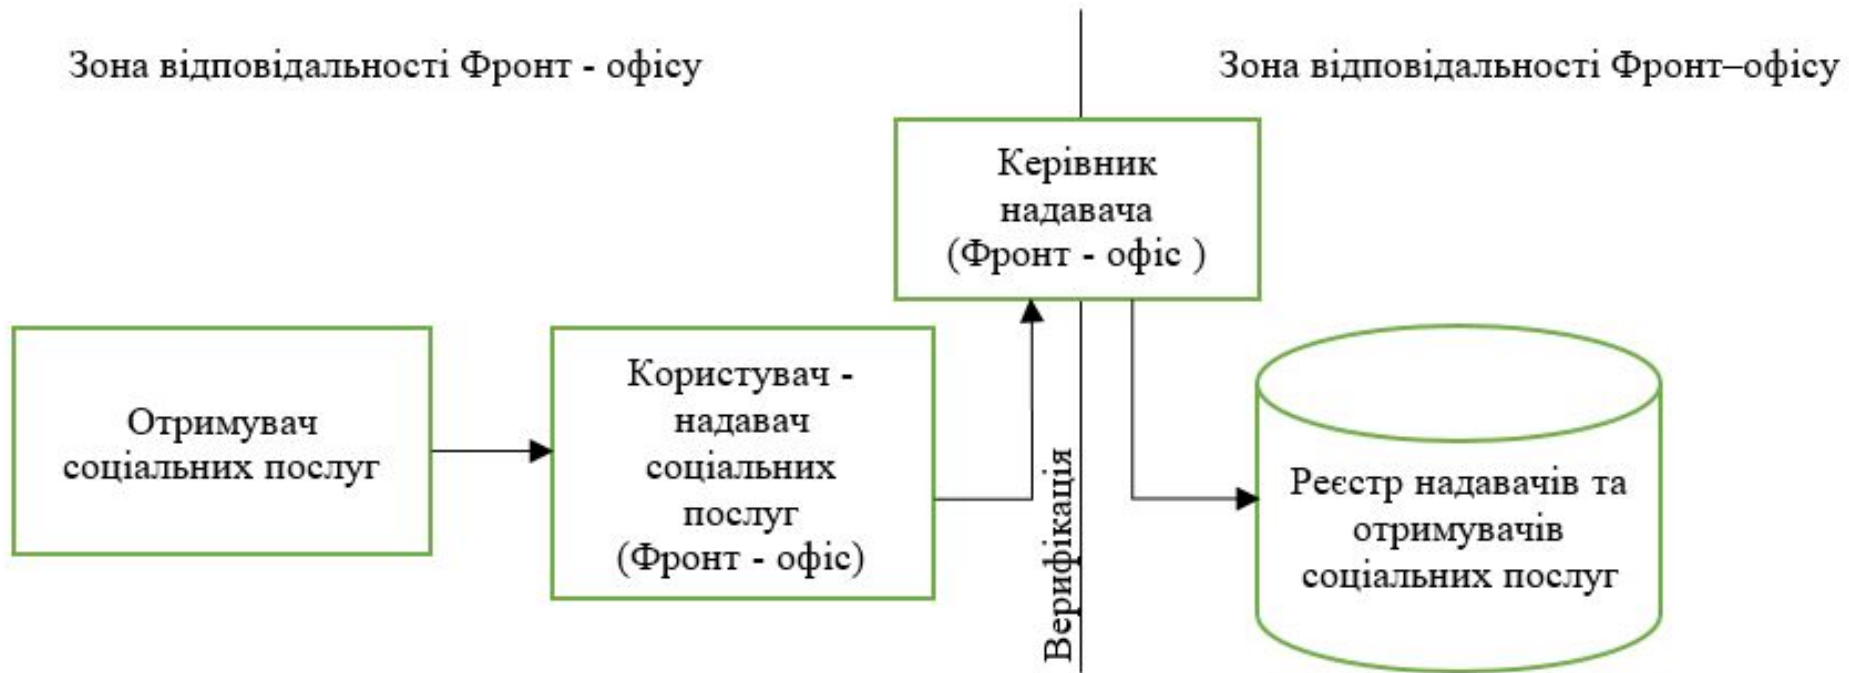 Зона відповідальності Фронт - офісу
Зона відповідальності Фронт–офісу
Керівник
надавача
(Фронт - офіс )
Отримувач
соціальних послуг
Користувач -
надавач
соціальних
послуг
(Фронт - офіс)
Верифікація
Реєстр надавачів та
отримувачів
соціальних послуг